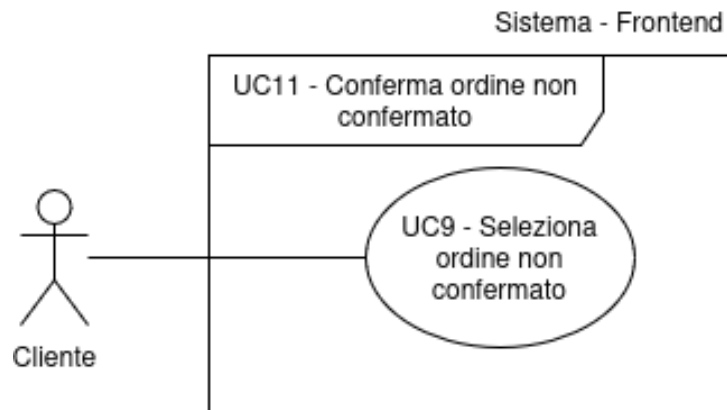 Sistema - Frontend
UC11 - Conferma ordine non
confermato
UC9 - Seleziona
ordine non
confermato
Cliente